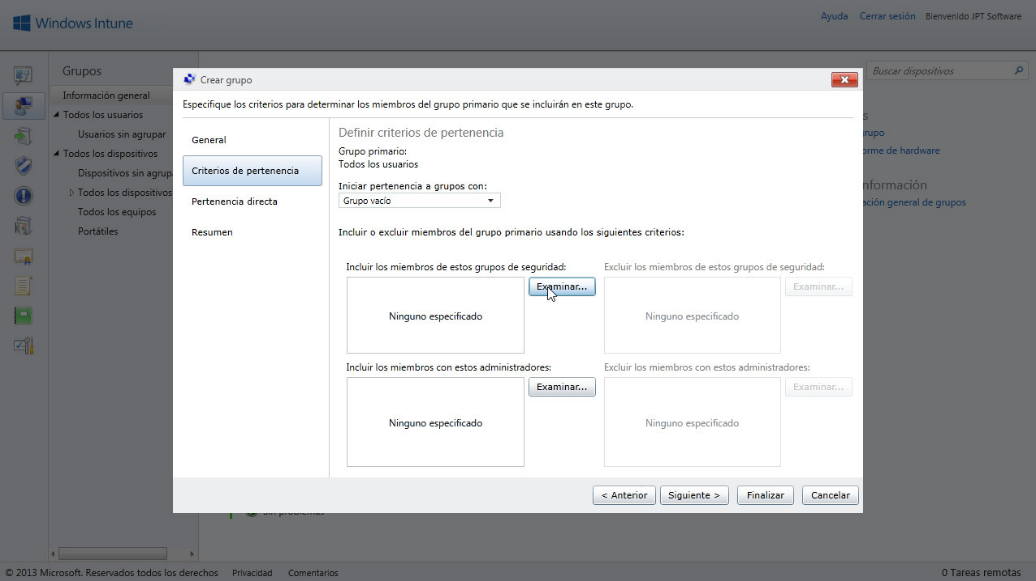 Windows Intune
Ayuda
Cerrar sesión
Bienvenido JPT Software
Grupos
Información general
Todos los usuarios
Usuarios sin agrupar
Todos los dispositivos
Dispositivos sin agrup
Todos los dispositivos
Todos los equipos
Portátiles
Buscar dispositivos
s
rupo
orme de hardware
nformación
ación general de grupos
Crear grupo
Especifique los criterios para determinar los miembros del grupo primario que se incluirán en este grupo.
General
Criterios de pertenencia
Pertenencia directa
Resumen
Definir criterios de pertenencia
Grupo primario:
Todos los usuarios
Iniciar pertenencia a grupos con:
Grupo vacío
Incluir o excluir miembros del grupo primario usando los siguientes criterios:
Incluir los miembros de estos grupos de seguridad:
Ninguno especificado
Examinar...
Excluir los miembros de estos grupos de seguridad:
Ninguno especificado
Examinar...
Incluir los miembros con estos administradores:
Ninguno especificado
Examinar...
Excluir los miembros con estos administradores:
Ninguno especificado
Examinar...
< Anterior
Siguiente >
Finalizar
Cancelar
© 2013 Microsoft. Reservados todos los derechos
Privacidad
Comentarios
0 Tareas remotas